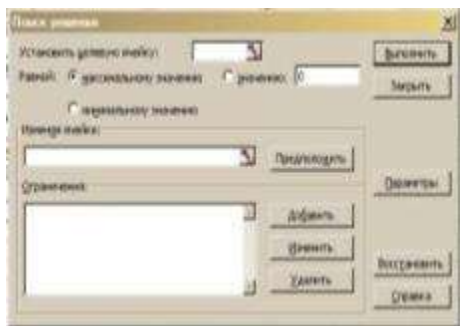 Поиск решения
Установить целевую ячейку:
Равной: максимальному значению значению: 0
минимальному значению
Изменяя ячейки:
Предположить
Ограничения:
Добавить
Изменить
Удалить
Выполнить
Закрыть
Параметры
Восстановить
Справка